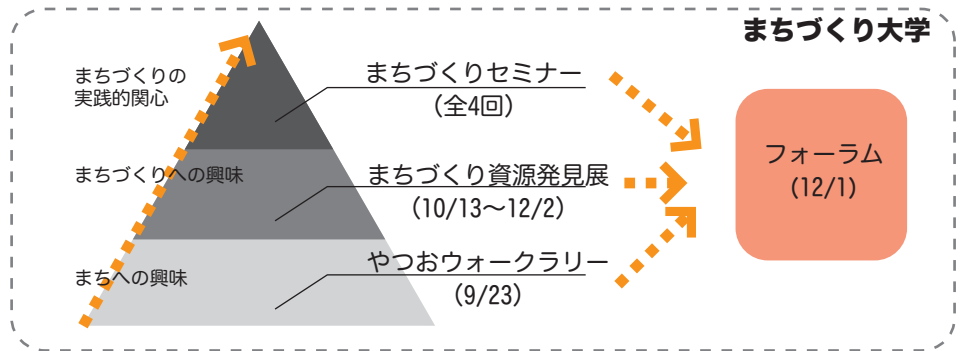 まちづくり大学
まちづくりの
実践的関心
まちづくりセミナー
(全4回)
まちづくりへの興味
まちづくり資源発見展
(10/13〜12/2)
まちへの興味
やつおウォークラリー
(9/23)
フォーラム
(12/1)